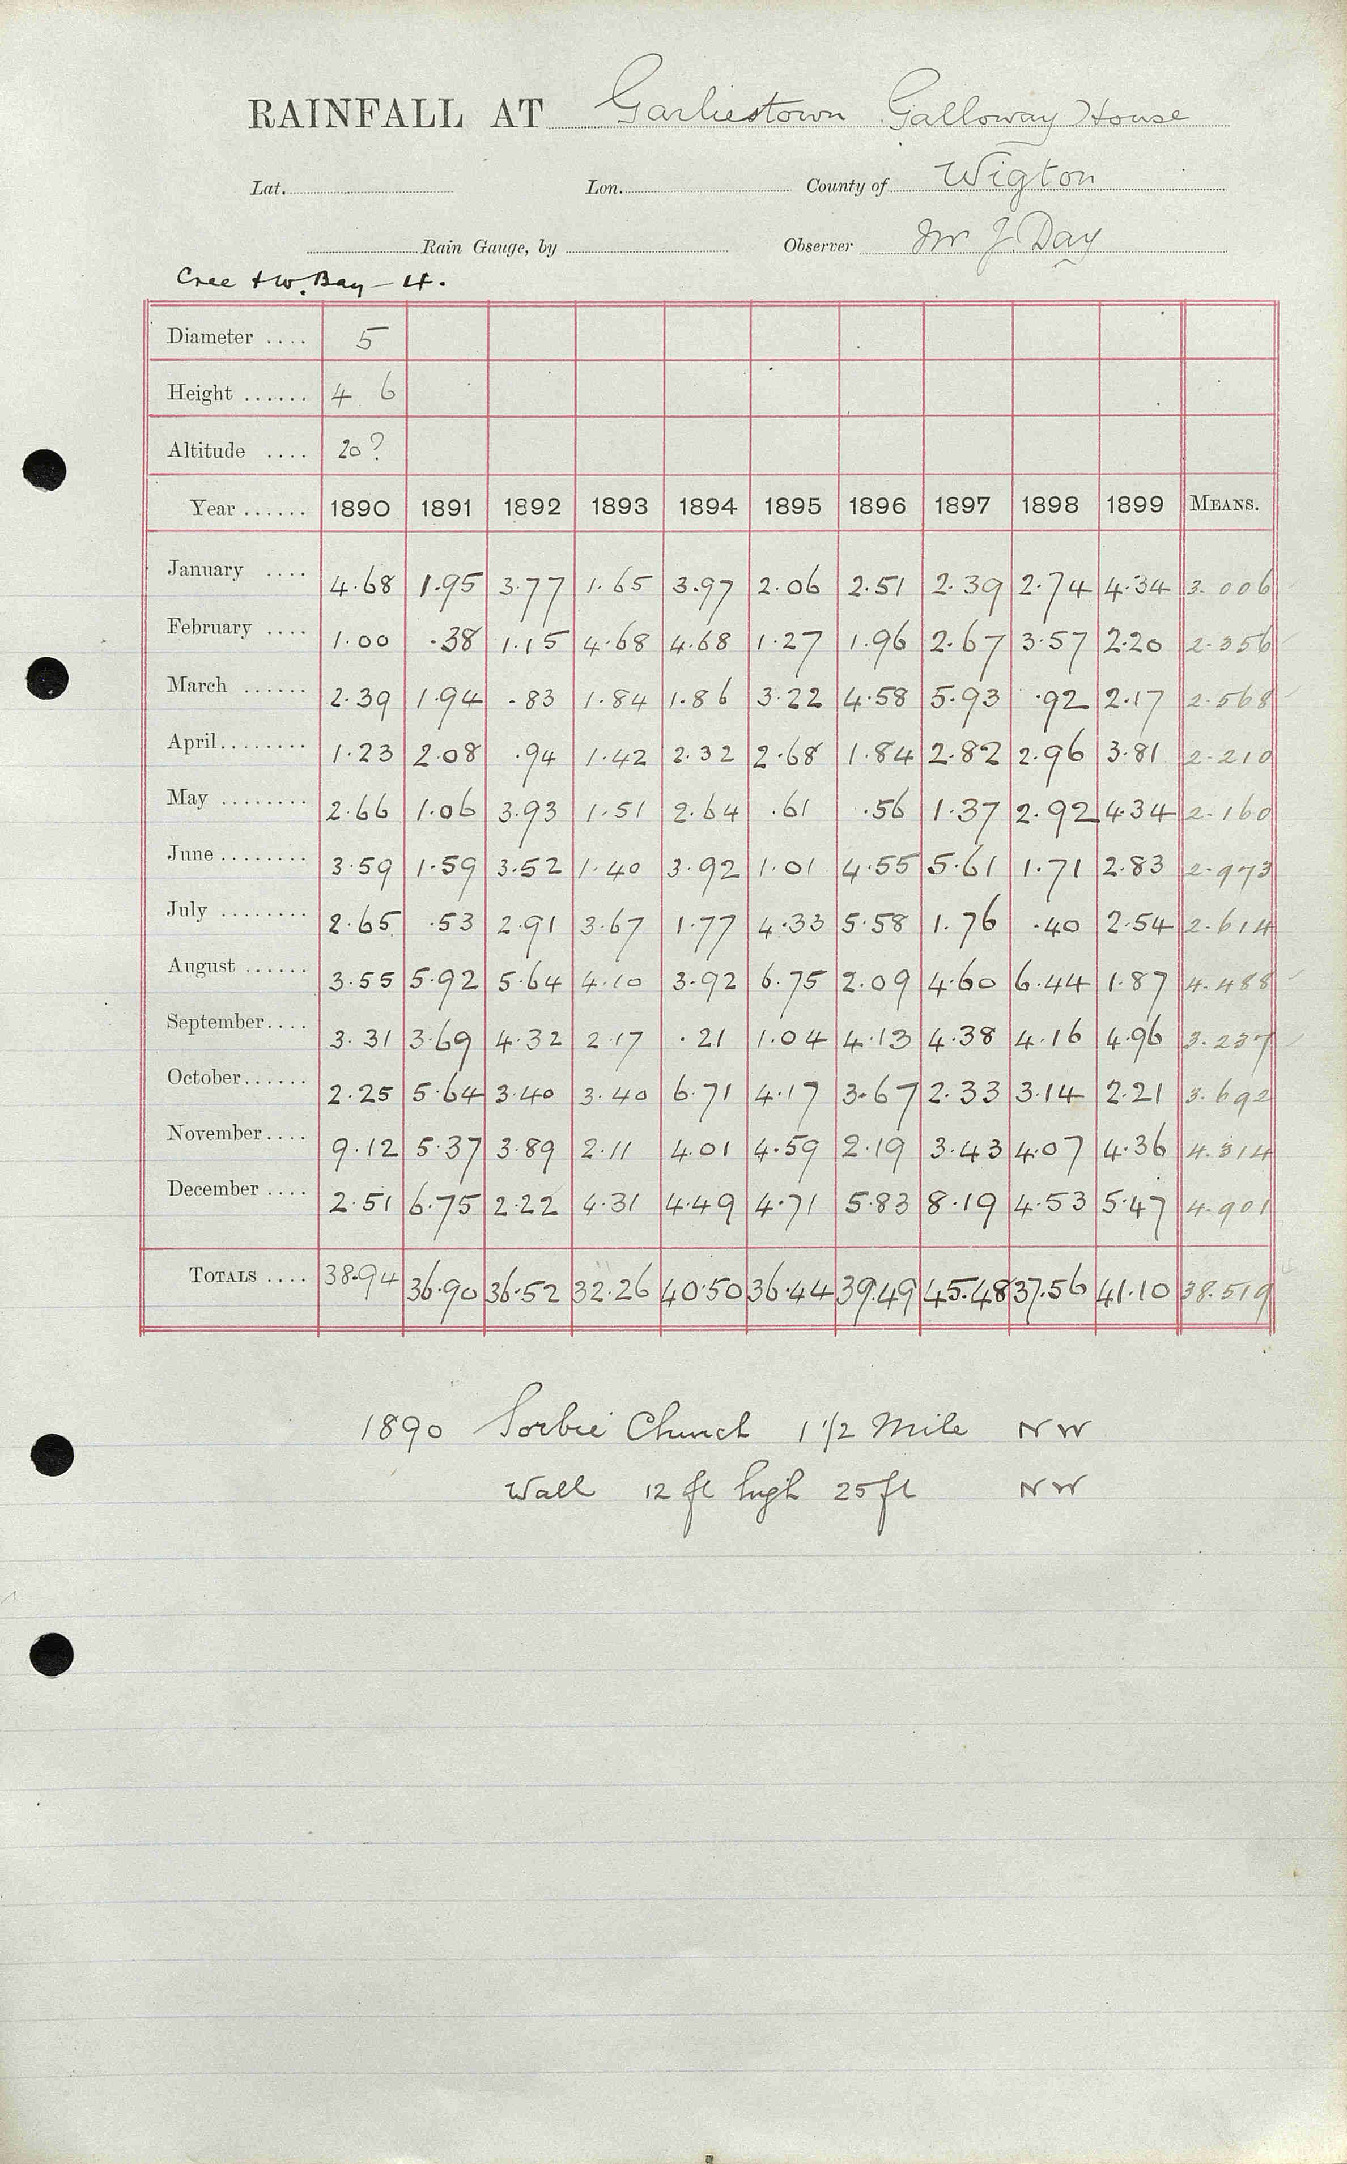 RAINFALL AT Garliestown Galloway House
Lat. Lon. County of Wigton
Rain Gauge, by Observer Mr J Day
Cree & W. Bay - 4.
Diameter .... 5
Height ...... 4 6
Altitude .... 20?
Year ...... 1890 1891 1892 1893 1894 1895 1896 1897 1898 1899 MEANS.
January .... 4.68 1.95 3.77 1.65 3.97 2.06 2.51 2.39 2.74 4.34 3.006
February .... 1.00 .38 1.15 4.68 4.68 1.27 1.96 2.67 3.57 2.20 2.356
March ...... 2.39 1.94 .83 1.84 1.86 3.22 4.58 5.93 .92 2.17 2.568
April........ 1.23 2.08 .94 1.42 2.32 2.68 1.84 2.82 2.96 3.81 2.210
May ........ 2.66 1.06 3.93 1.51 2.64 .61 .56 1.37 2.92 4.34 2.160
June ........ 3.59 1.59 3.52 1.40 3.92 1.01 4.55 5.61 1.71 2.83 2.973
July ........ 2.65 .53 2.91 3.67 1.77 4.33 5.58 1.76 .40 2.54 2.614
August ...... 3.55 5.92 5.64 4.10 3.92 6.75 2.09 4.60 6.44 1.87 4.488
September.... 3.31 3.69 4.32 2.17 .21 1.04 4.13 4.38 4.16 4.96 3.237
October...... 2.25 5.64 3.40 3.40 6.71 4.17 3.67 2.33 3.14 2.21 3.692
November.... 9.12 5.37 3.89 2.11 4.01 4.59 2.19 3.43 4.07 4.36 4.314
December .... 2.51 6.75 2.22 4.31 4.49 4.71 5.83 8.19 4.53 5.47 4.901
TOTALS .... 38.94 36.90 36.52 32.26 40.50 36.44 39.49 45.48 37.56 41.10 38.519
1890 Sorbie Church 1 1/2 Mile NW
Wall 12 ft high 25 ft NW